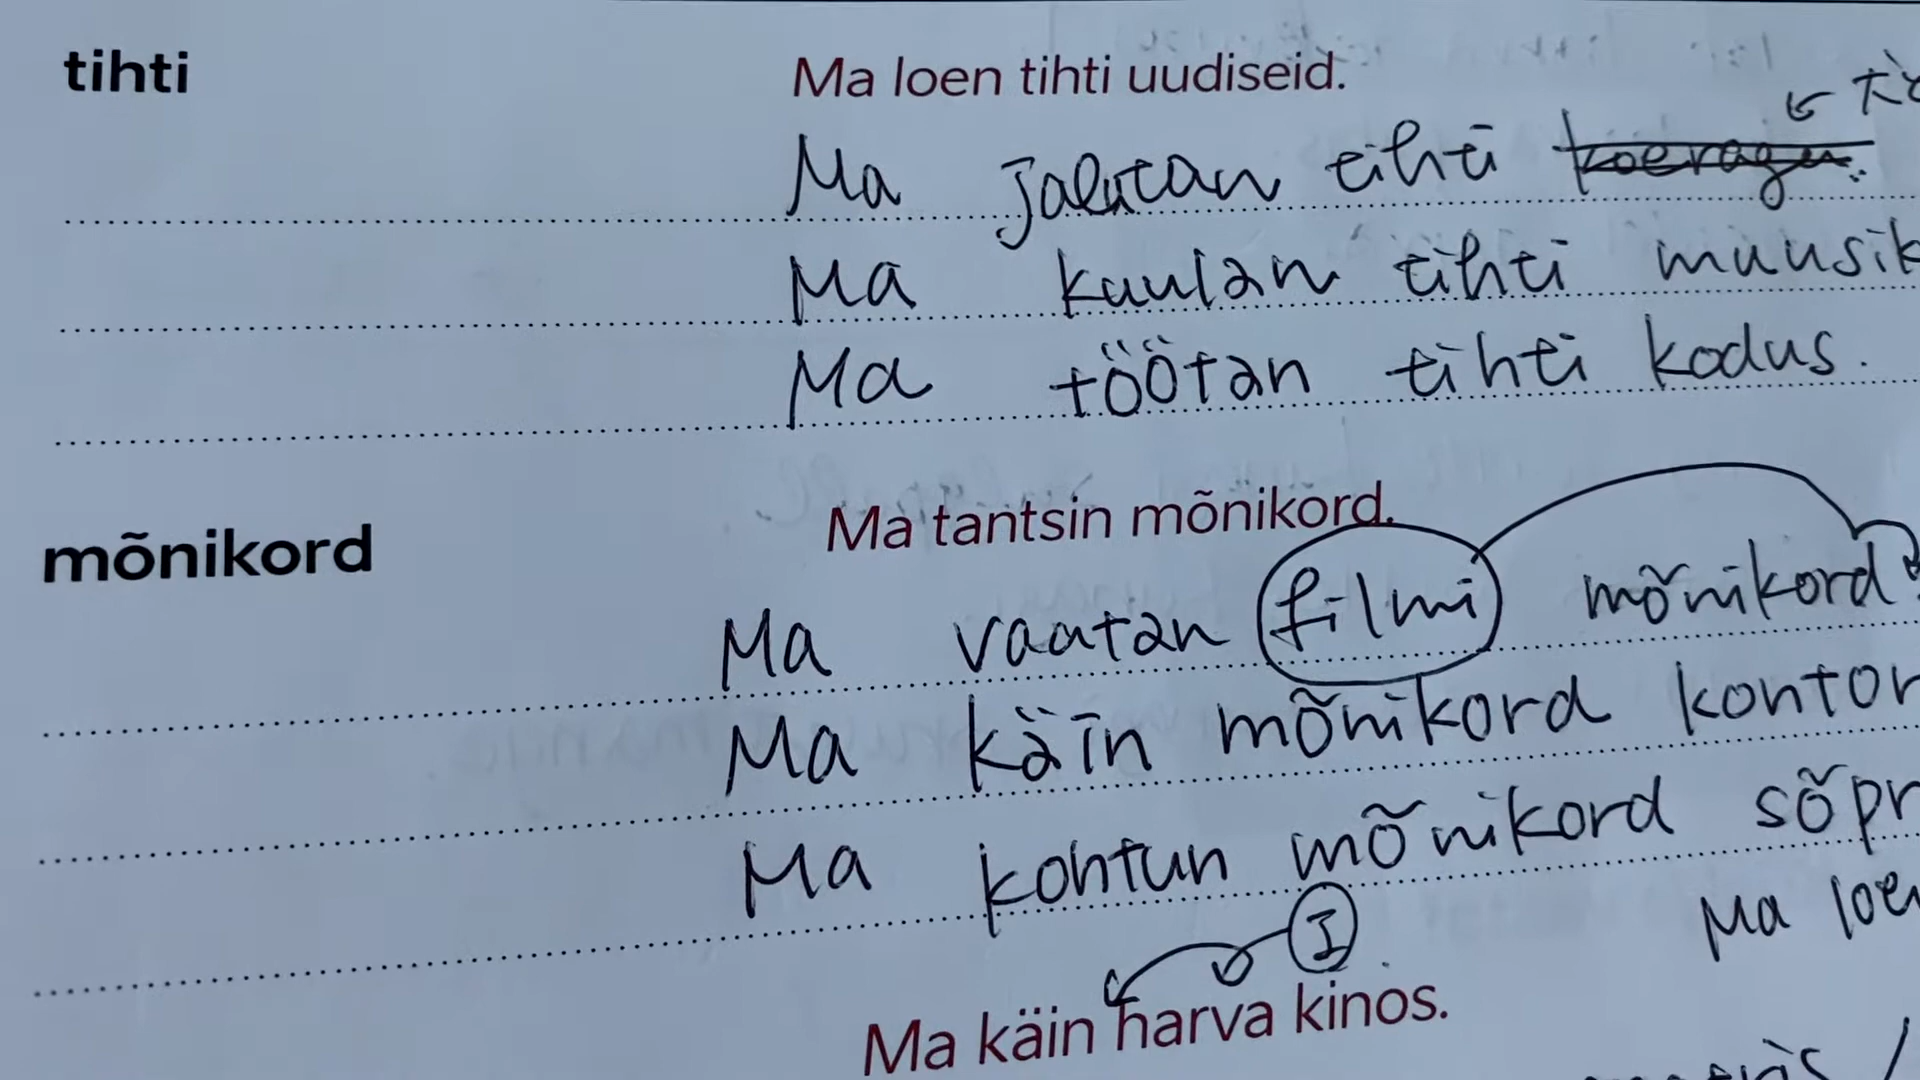 tihti
Ma loen tihti uudiseid.
Ma jalutan tihti
Ma kuulan tihti muusik
Ma töötan tihti kodus.
mõnikord
Ma tantsin mõnikord.
Ma vaatan filmi mõnikord.
Ma käin mõnikord kontor
Ma kohtun mõnikord sõpr
Ma loe
I
Ma käin harva kinos.